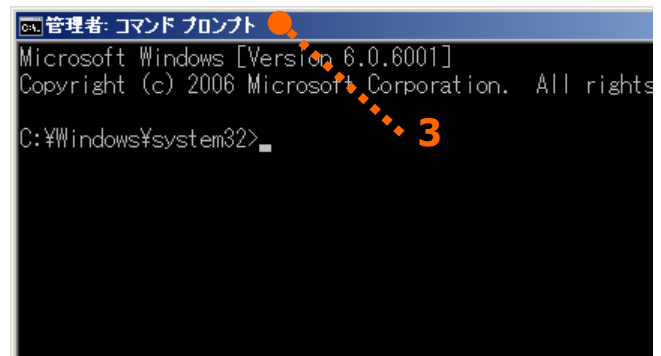 管理者: コマンド プロンプト
Microsoft Windows [Version 6.0.6001]
Copyright (c) 2006 Microsoft Corporation. All rights
C:¥Windows¥system32>
3